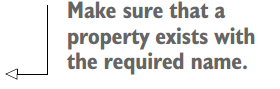 Make sure that a
property exists with
the required name.